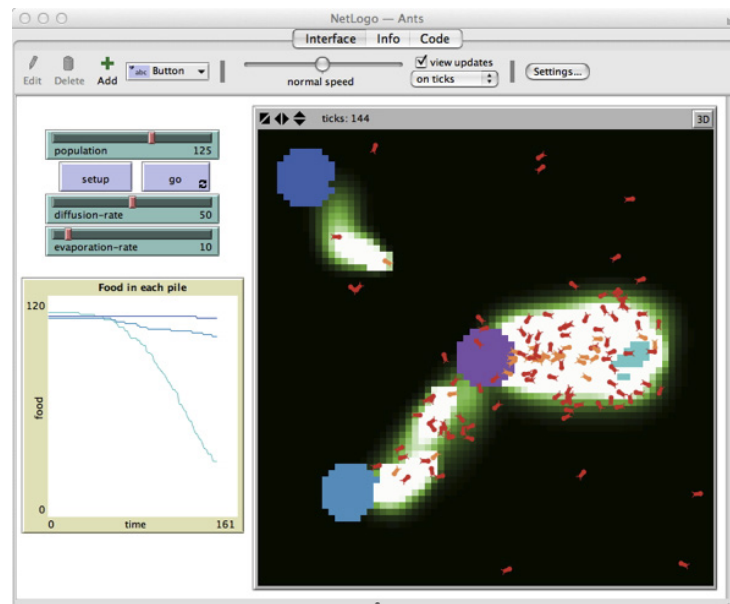 NetLogo — Ants
Interface Info Code
Edit Delete Add abc Button normal speed view updates on ticks Settings...
ticks: 144 3D
population 125
setup go
diffusion-rate 50
evaporation-rate 10
Food in each pile
120
food
0
0 time 161